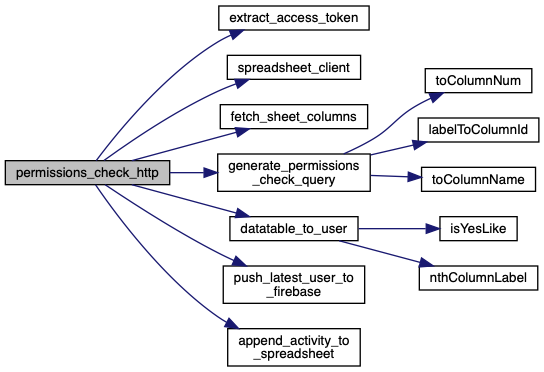 permissions_check_http
extract_access_token
spreadsheet_client
fetch_sheet_columns
generate_permissions
_check_query
toColumnNum
labelToColumnId
toColumnName
datatable_to_user
isYesLike
nthColumnLabel
push_latest_user_to
_firebase
append_activity_to
_spreadsheet